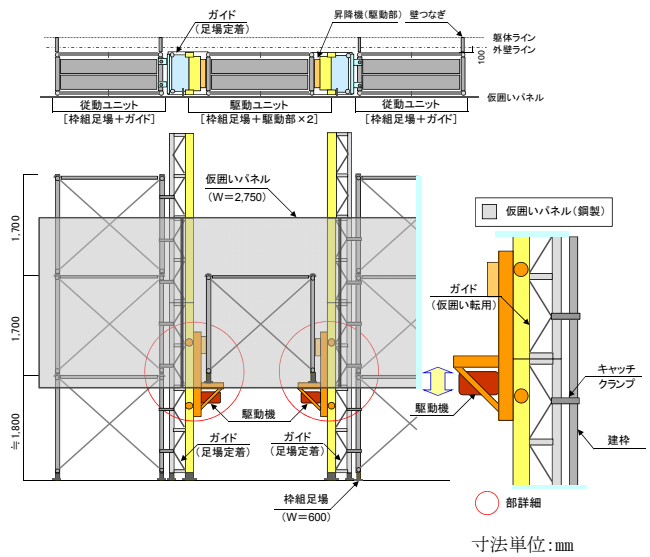 ガイド
(足場定着)
昇降機(駆動部)
壁つなぎ
躯体ライン
外壁ライン
100
仮囲いパネル
従動ユニット
[枠組足場＋ガイド]
駆動ユニット
[枠組足場＋駆動部×2]
従動ユニット
[枠組足場＋ガイド]
仮囲いパネル
(W＝2,750)
1,700
1,700
≒1,800
駆動機
ガイド
(足場定着)
ガイド
(足場定着)
枠組足場
(W＝600)
仮囲いパネル(鋼製)
ガイド
(仮囲い転用)
キャッチ
クランプ
駆動機
建枠
部詳細
寸法単位:mm